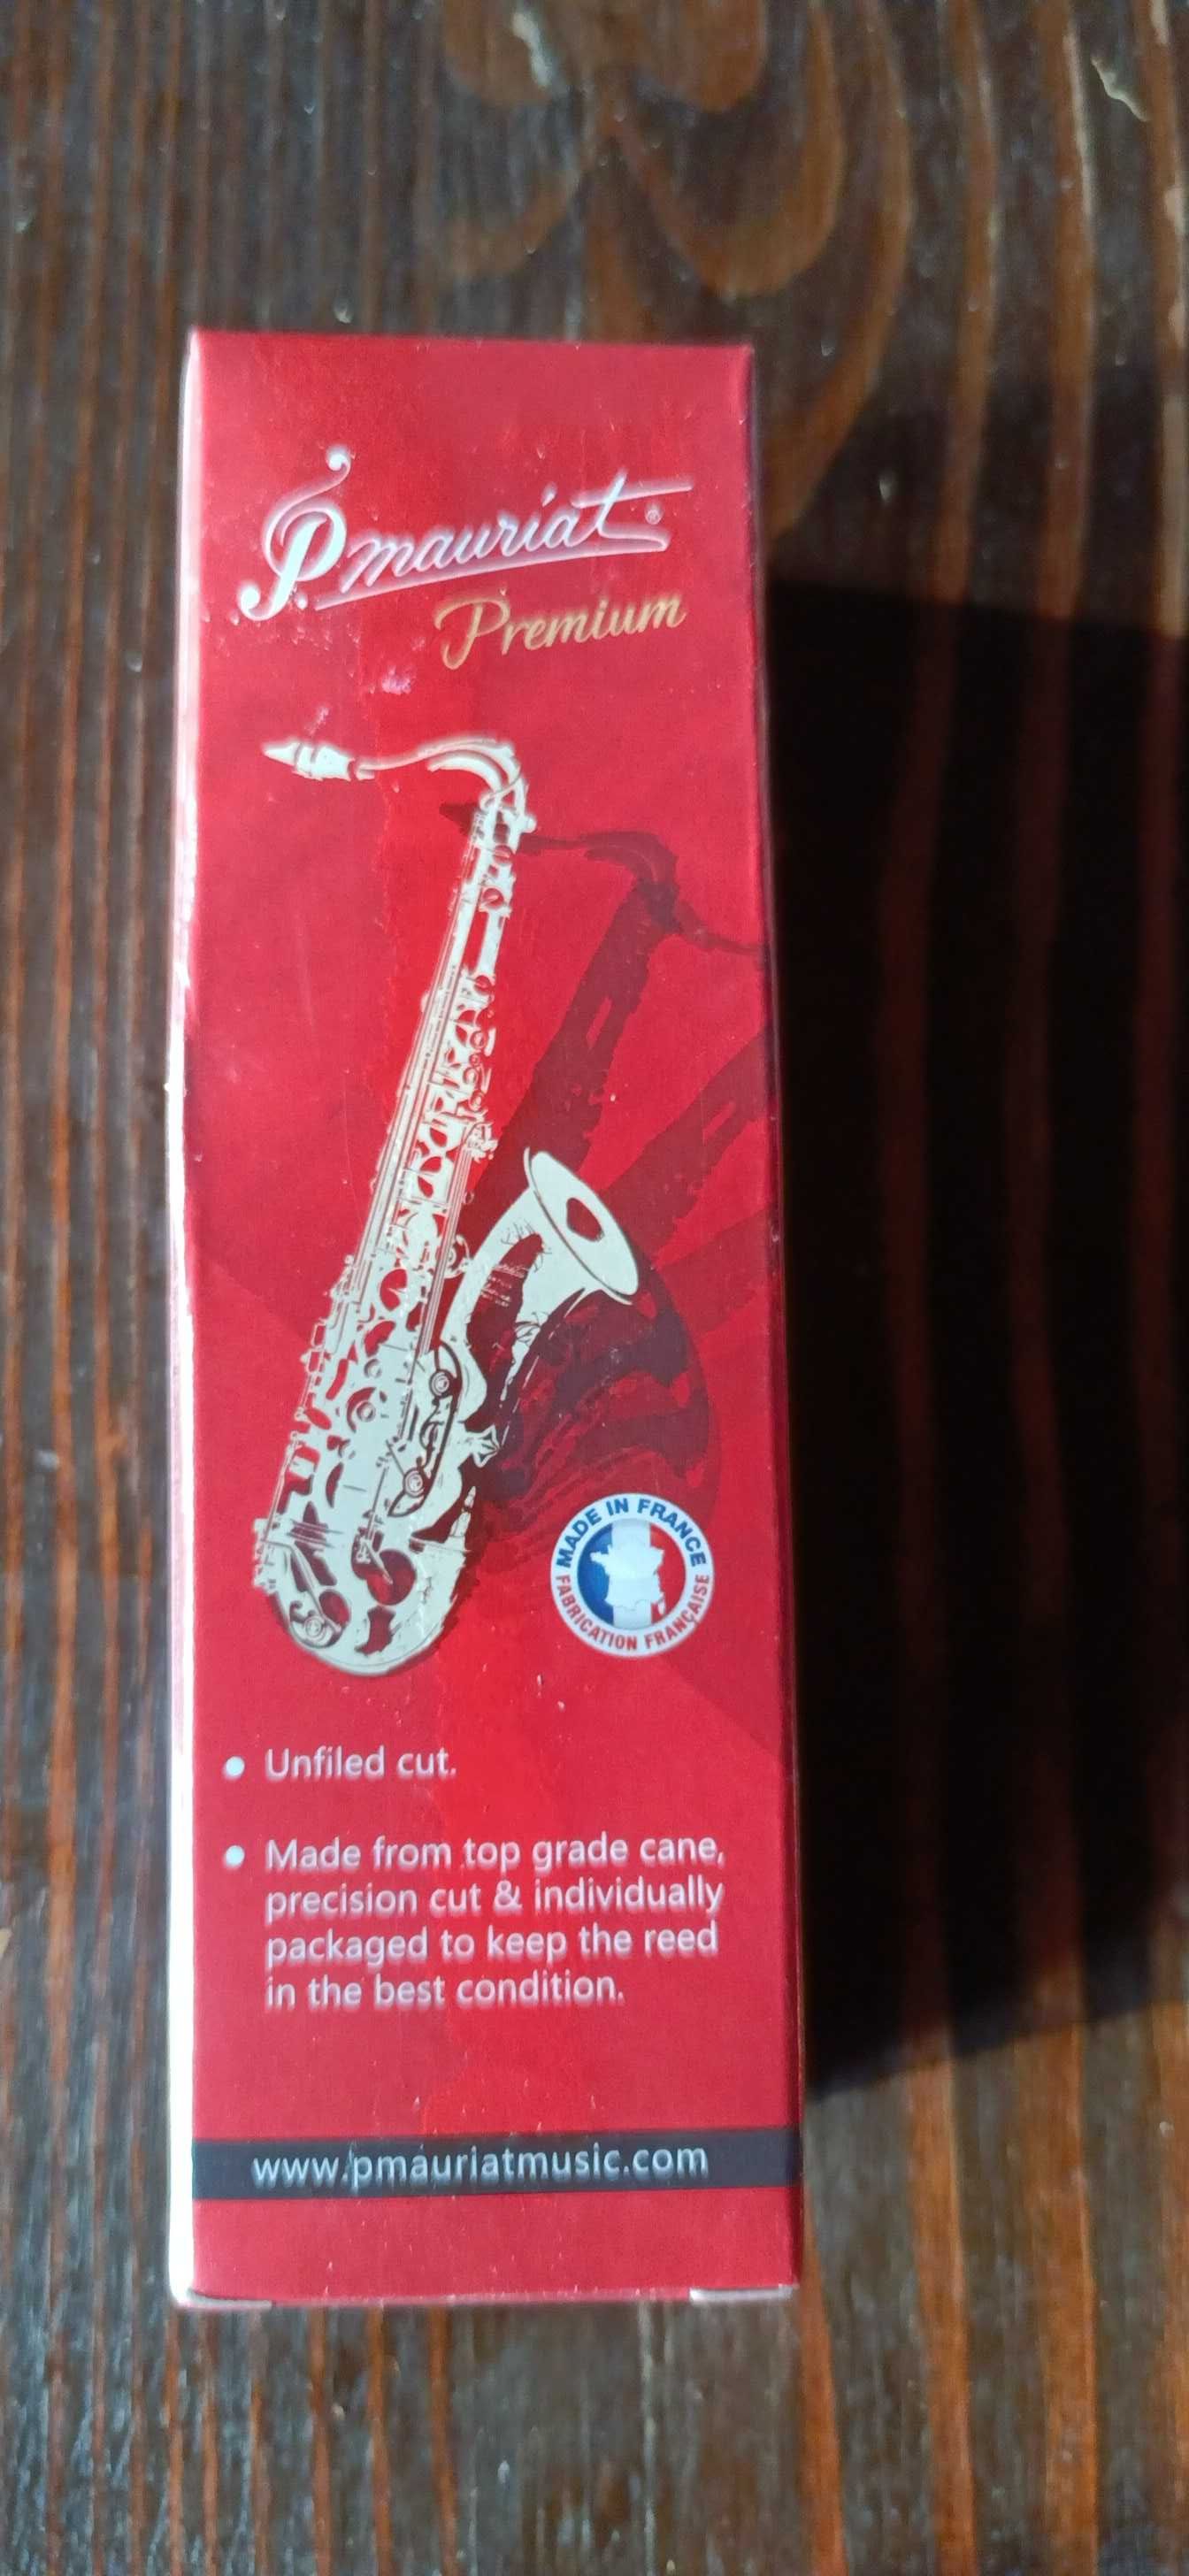 P.mauriat®
Premium
MADE IN FRANCE
FABRICATION FRANÇAISE
• Unfiled cut.
• Made from top grade cane,
precision cut & individually
packaged to keep the reed
in the best condition.
www.pmauriatmusic.com